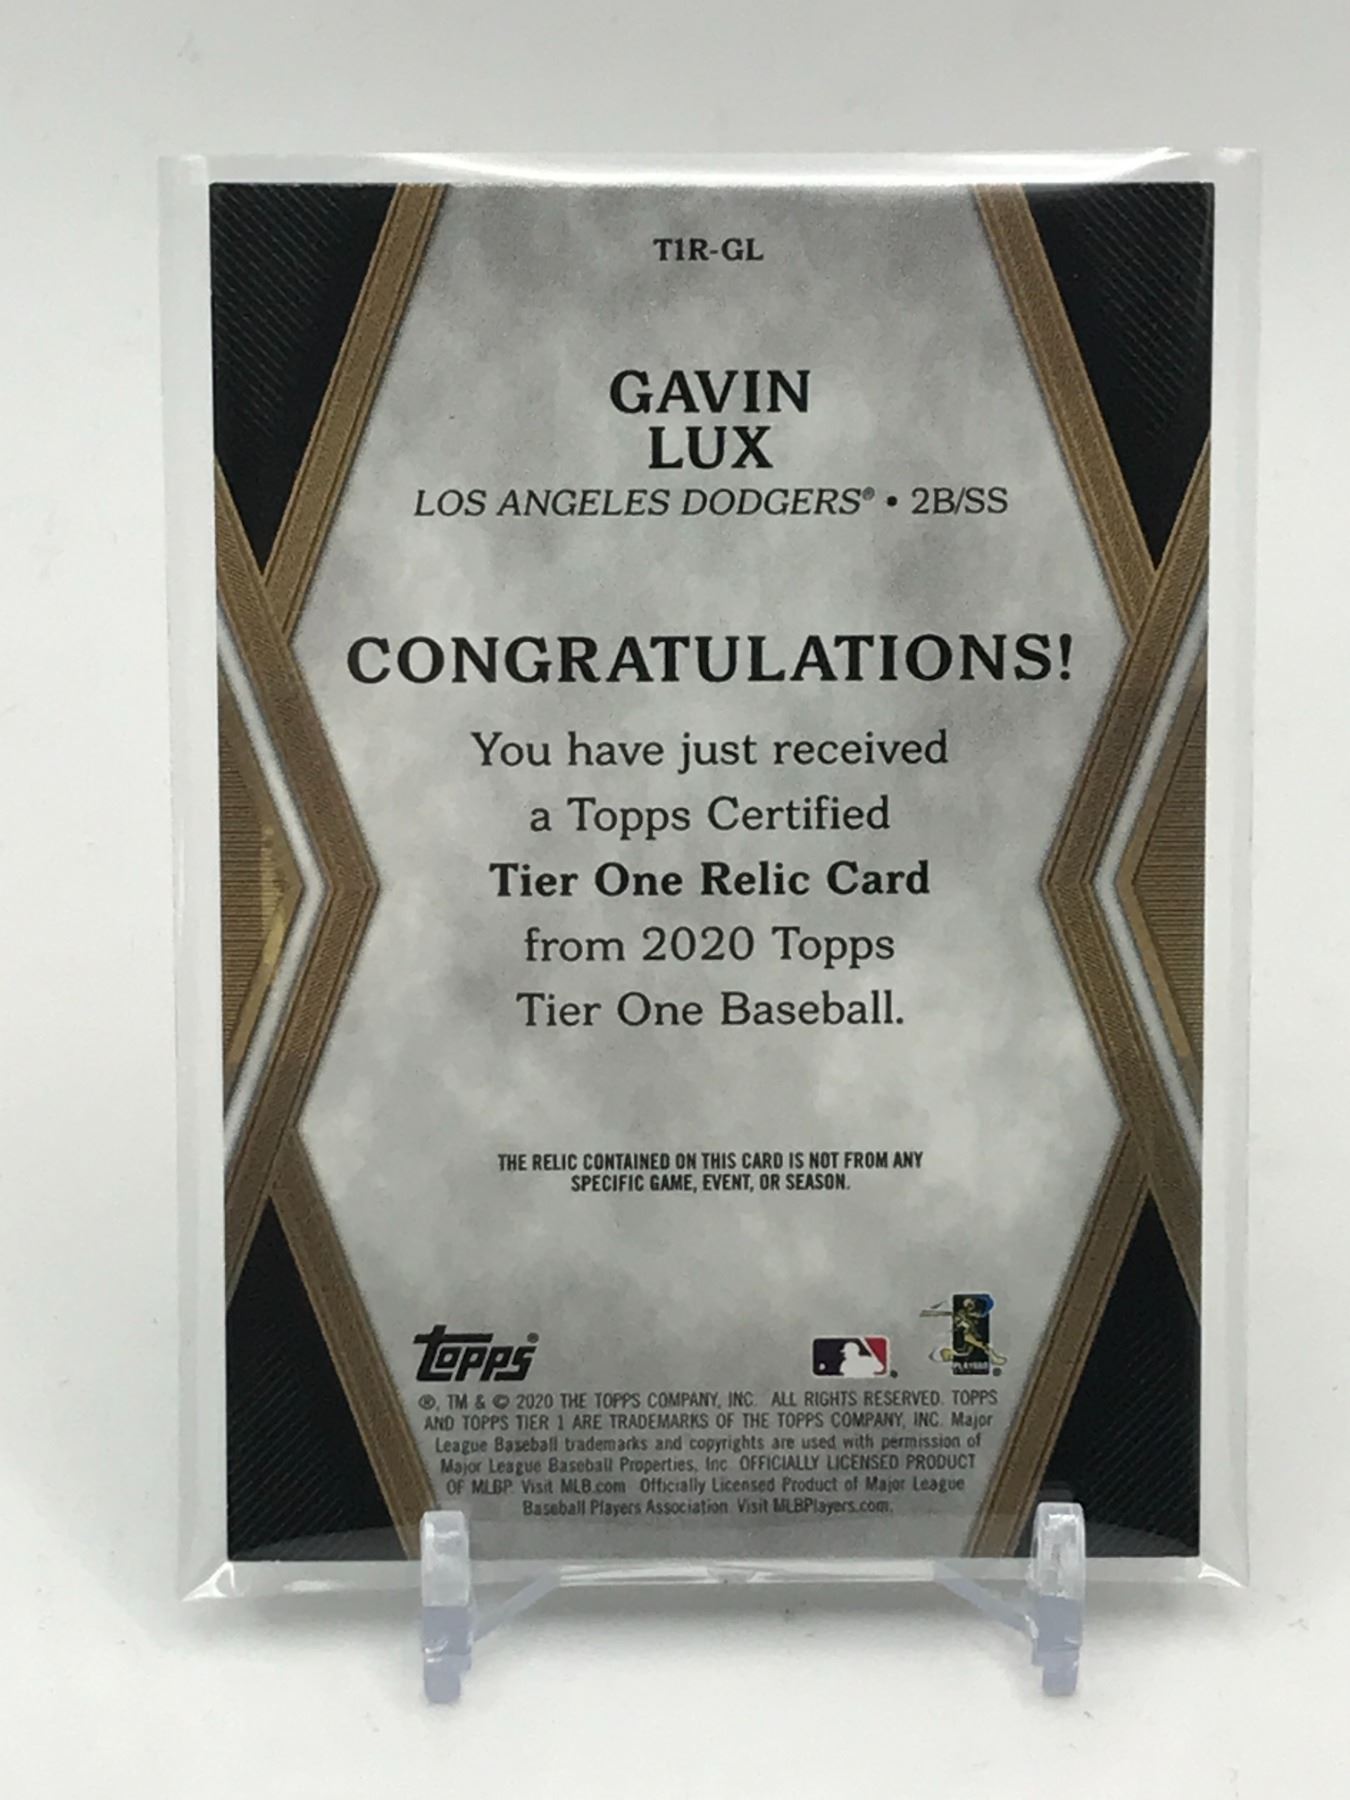 T1R-GL
GAVIN
LUX
LOS ANGELES DODGERS® • 2B/SS
CONGRATULATIONS!
You have just received
a Topps Certified
Tier One Relic Card
from 2020 Topps
Tier One Baseball.
THE RELIC CONTAINED ON THIS CARD IS NOT FROM ANY
SPECIFIC GAME, EVENT, OR SEASON.
Topps®
PLAYERS
®, TM & © 2020 THE TOPPS COMPANY, INC. ALL RIGHTS RESERVED. TOPPS
AND TOPPS TIER 1 ARE TRADEMARKS OF THE TOPPS COMPANY, INC. Major
League Baseball trademarks and copyrights are used with permission of
Major League Baseball Properties, Inc. OFFICIALLY LICENSED PRODUCT
OF MLBP. Visit MLB.com Officially Licensed Product of Major League
Baseball Players Association. Visit MLBPlayers.com.